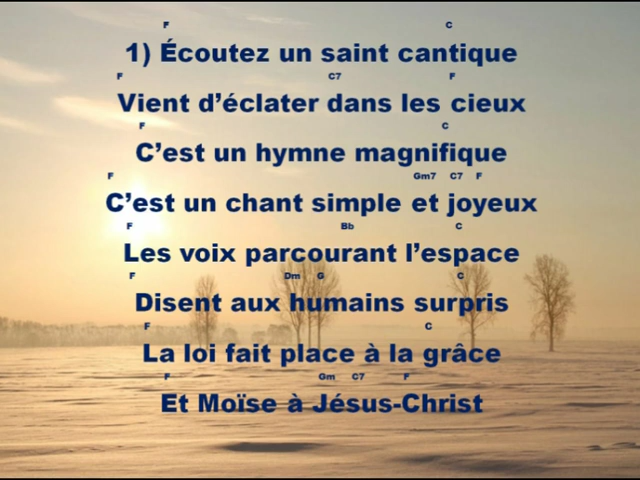 F C
1) Écoutez un saint cantique
F C7 F
Vient d’éclater dans les cieux
F C
C’est un hymne magnifique
F Gm7 C7 F
C’est un chant simple et joyeux
F Bb C
Les voix parcourant l’espace
F Dm G C
Disent aux humains surpris
F C
La loi fait place à la grâce
F Gm C7 F
Et Moïse à Jésus-Christ